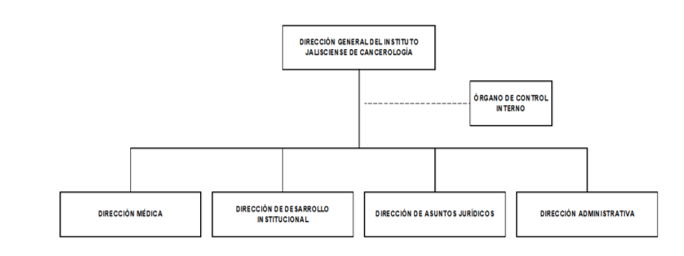 DIRECCIÓN GENERAL DEL INSTITUTO
JALISCIENSE DE CANCEROLOGÍA
ÓRGANO DE CONTROL
INTERNO
DIRECCIÓN MÉDICA
DIRECCIÓN DE DESARROLLO
INSTITUCIONAL
DIRECCIÓN DE ASUNTOS JURÍDICOS
DIRECCIÓN ADMINISTRATIVA